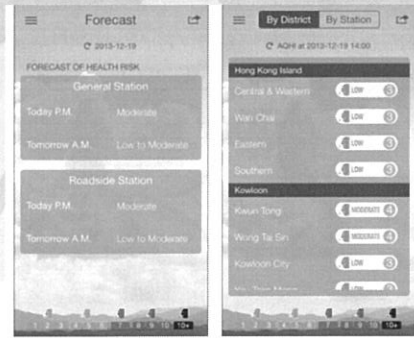 Forecast
2013-12-19
FORECAST OF HEALTH RISK
General Station
Today P.M. Moderate
Tomorrow A.M. Low to Moderate
Roadside Station
Today P.M. Moderate
Tomorrow A.M. Low to Moderate
1 2 3 4 5 6 7 8 9 10 10+
By District By Station
AQHI at 2013-12-19 14:00
Hong Kong Island
Central & Western LOW 3
Wan Chai LOW 3
Eastern LOW 3
Southern LOW 3
Kowloon
Kwun Tong MODERATE 4
Wong Tai Sin MODERATE 4
Kowloon City LOW 3
LOW
1 2 3 4 5 6 7 8 9 10 10+